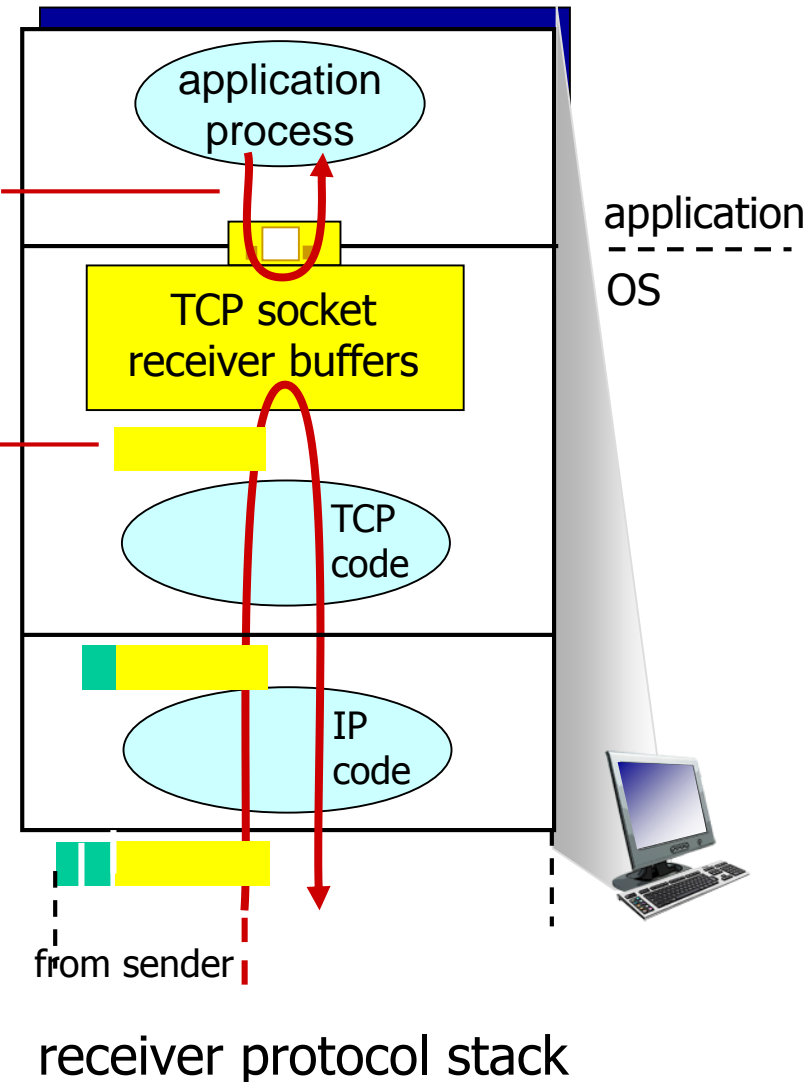 application
process
application
OS
TCP socket
receiver buffers
TCP
code
IP
code
from sender
receiver protocol stack